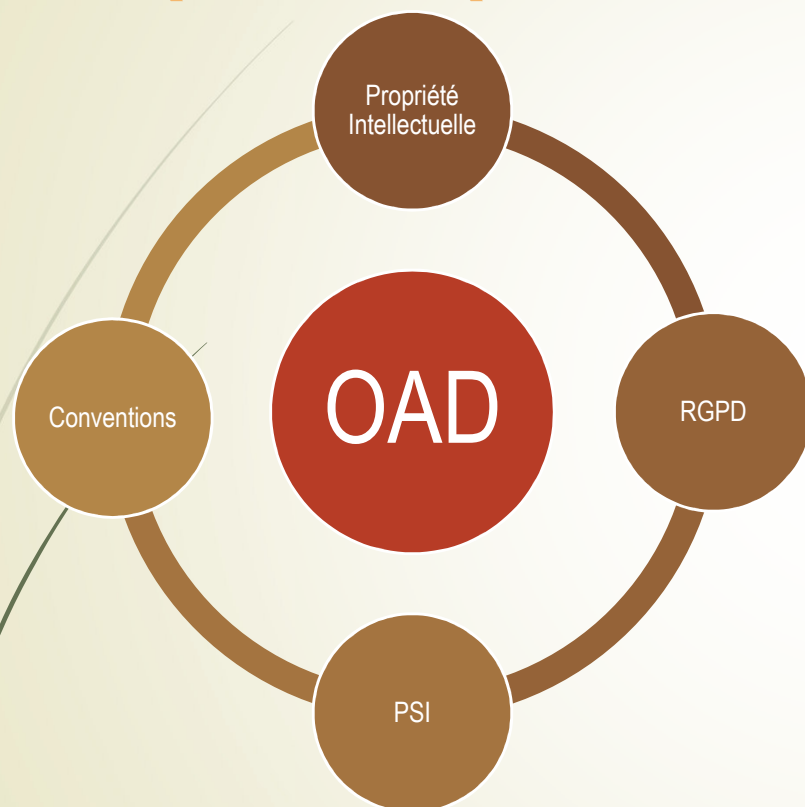 Propriété
Intellectuelle
OAD
Conventions
RGPD
PSI